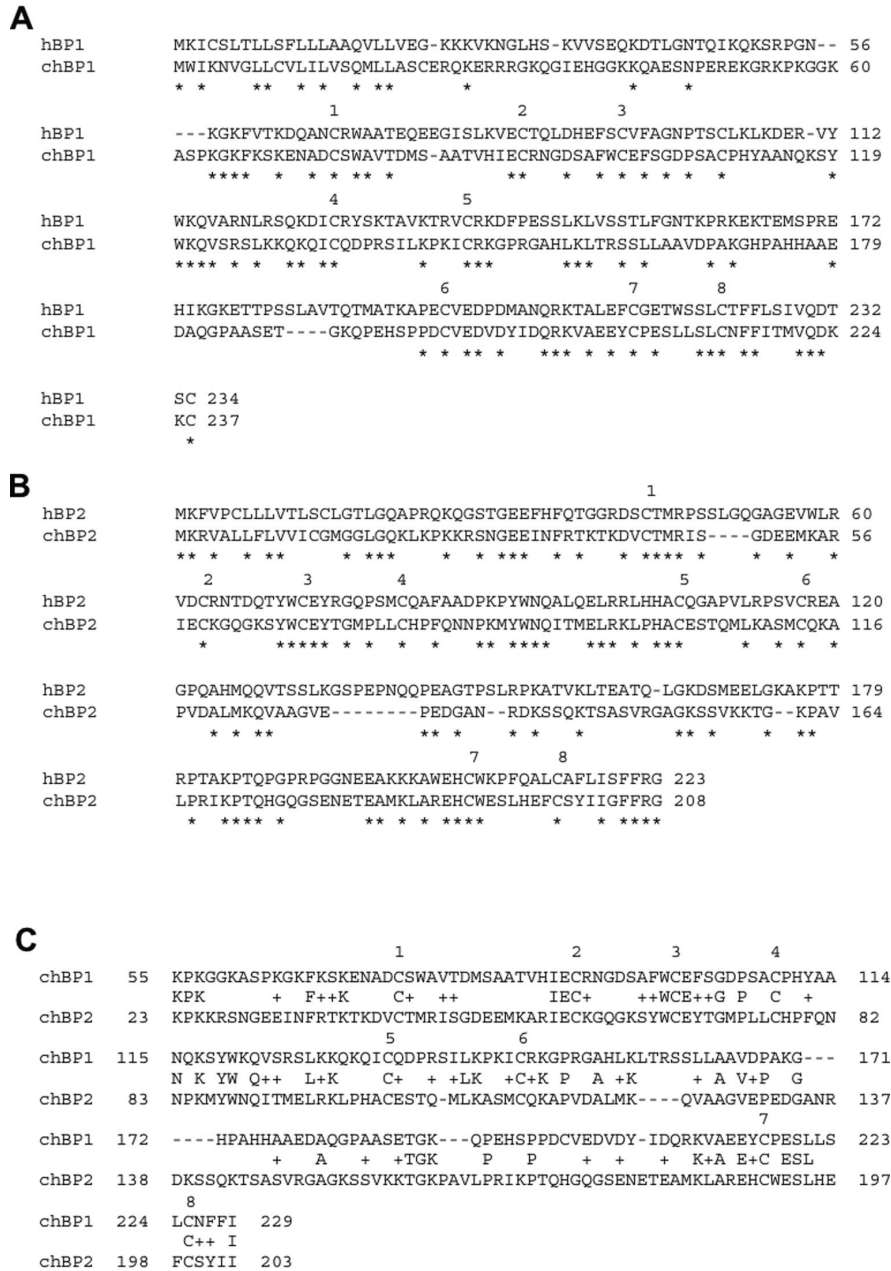 A
hBP1 MKICSLTLLSFLLLAAQVLLVEG-KKKVKNGLHS-KVVSEQKDTLGNTQIKQKSRPGN-- 56
chBP1 MWIKNVGLLCVLILVSQMLLASCERQKERRRGKQGIEHGGKKQAESNPEREKGRKPKGGK 60
* * ** * * * ** * * *
1 2 3
hBP1 ---KGKFVTKDQANCRWAATEQEEGISLKVECTQLDHEFSCVFAGNPTSCLKLKDER-VY 112
chBP1 ASPKGKFKSKENADCSWAVTDMS-AATVHIECRNGDSAFWCEFSGDPSACPHYAANQKSY 119
**** * * * ** * ** * * * * * * *
4 5
hBP1 WKQVARNLRSQKDICRYSKTAVKTRVCRKDFPESSLKLVSSTLFGNTKPRKEKTEMSPRE 172
chBP1 WKQVSRSLKKQKQICQDPRSILKPKICRKGPRGAHLKLTRSSLLAAVDPAKGHPAHHAAE 179
**** * * ** ** * *** *** * * * * *
6 7 8
hBP1 HIKGKETTPSSLAVTQTMATKAPECVEDPDMANQRKTALEFCGETWSSLCTFFLSIVQDT 232
chBP1 DAQGPAASET----GKQPEHSPPDCVEDVDYIDQRKVAEEYCPESLLSLCNFFITMVQDK 224
* * ** * *** * * * * *** ** ***
hBP1 SC 234
chBP1 KC 237
*
B
1
hBP2 MKFVPCLLLVTLSCLGTLGQAPRQKQGSTGEEFHFQTGGRDSCTMRPSSLGQGAGEVWLR 60
chBP2 MKRVALLFLVVICGMGGLGQKLKPKKRSNGEEINFRTKTKDVCTMRIS----GDEEMKAR 56
** * ** * *** * * *** * * * **** * * * *
2 3 4 5 6
hBP2 VDCRNTDQTYWCEYRGQPSMCQAFAADPKPYWNQALQELRRLHHACQGAPVLRPSVCREA 120
chBP2 IECKGQGKSYWCEYTGMPLLCHPFQNNPKMYWNQITMELRKLPHACESTQMLKASMCQKA 116
* **** * * * * ** **** *** * *** * * * *
hBP2 GPQAHMQQVTSSLKGSPEPNQQPEAGTPSLRPKATVKLTEATQ-LGKDSMEELGKAKPTT 179
chBP2 PVDALMKQVAAGVE--------PEDGAN--RDKSSQKTSASVRGAGKSSVKKTG--KPAV 164
* * ** ** * * * * ** * * **
7 8
hBP2 RPTAKPTQPGPRPGGNEEAKKKAWEHCWKPFQALCAFLISFFRG 223
chBP2 LPRIKPTQHGQGSENETEAMKLAREHCWESLHEFCSYIIGFFRG 208
* **** * ** * * **** * * ****
C
1 2 3 4
chBP1 55 KPKGGKASPKGKFKSKENADCSWAVTDMSAATVHIECRNGDSAFWCEFSGDPSACPHYAA 114
KPK + F++K C+ ++ IEC+ ++WCE++G P C +
chBP2 23 KPKKRSNGEEINFRTKTKDVCTMRISGDEEMKARIECKGQGKSYWCEYTGMPLLCHPFQN 82
5 6
chBP1 115 NQKSYWKQVSRSLKKQKQICQDPRSILKPKICRKGPRGAHLKLTRSSLLAAVDPAKG--- 171
N K YW Q++ L+K C+ + +LK +C+K P A +K + A V+P G
chBP2 83 NPKMYWNQITMELRKLPHACESTQ-MLKASMCQKAPVDALMK----QVAAGVEPEDGANR 137
7
chBP1 172 ----HPAHHAAEDAQGPAASETGK---QPEHSPPDCVEDVDY-IDQRKVAEEYCPESLLS 223
+ A + +TGK P P + + + K+A E+C ESL
chBP2 138 DKSSQKTSASVRGAGKSSVKKTGKPAVLPRIKPTQHGQGSENETEAMKLAREHCWESLHE 197
8
chBP1 224 LCNFFI 229
C++ I
chBP2 198 FCSYII 203